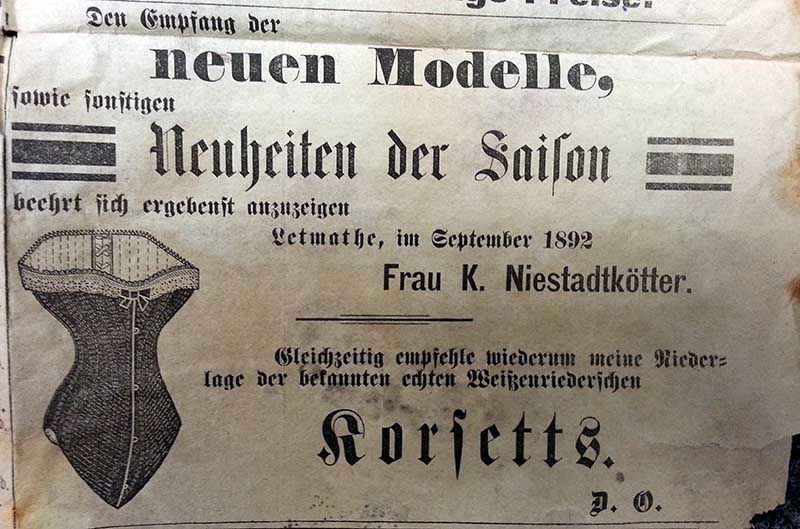 Preise.
Den Empfang der
neuen Modelle,
sowie sonstigen
Neuheiten der Saison
beehrt sich ergebenst anzuzeigen
Letmathe, im September 1892
Frau K. Niestadtkötter.
Gleichzeitig empfehle wiederum meine Nieder-
lage der bekannten echten Weißenriederschen
Korsetts.
D. O.